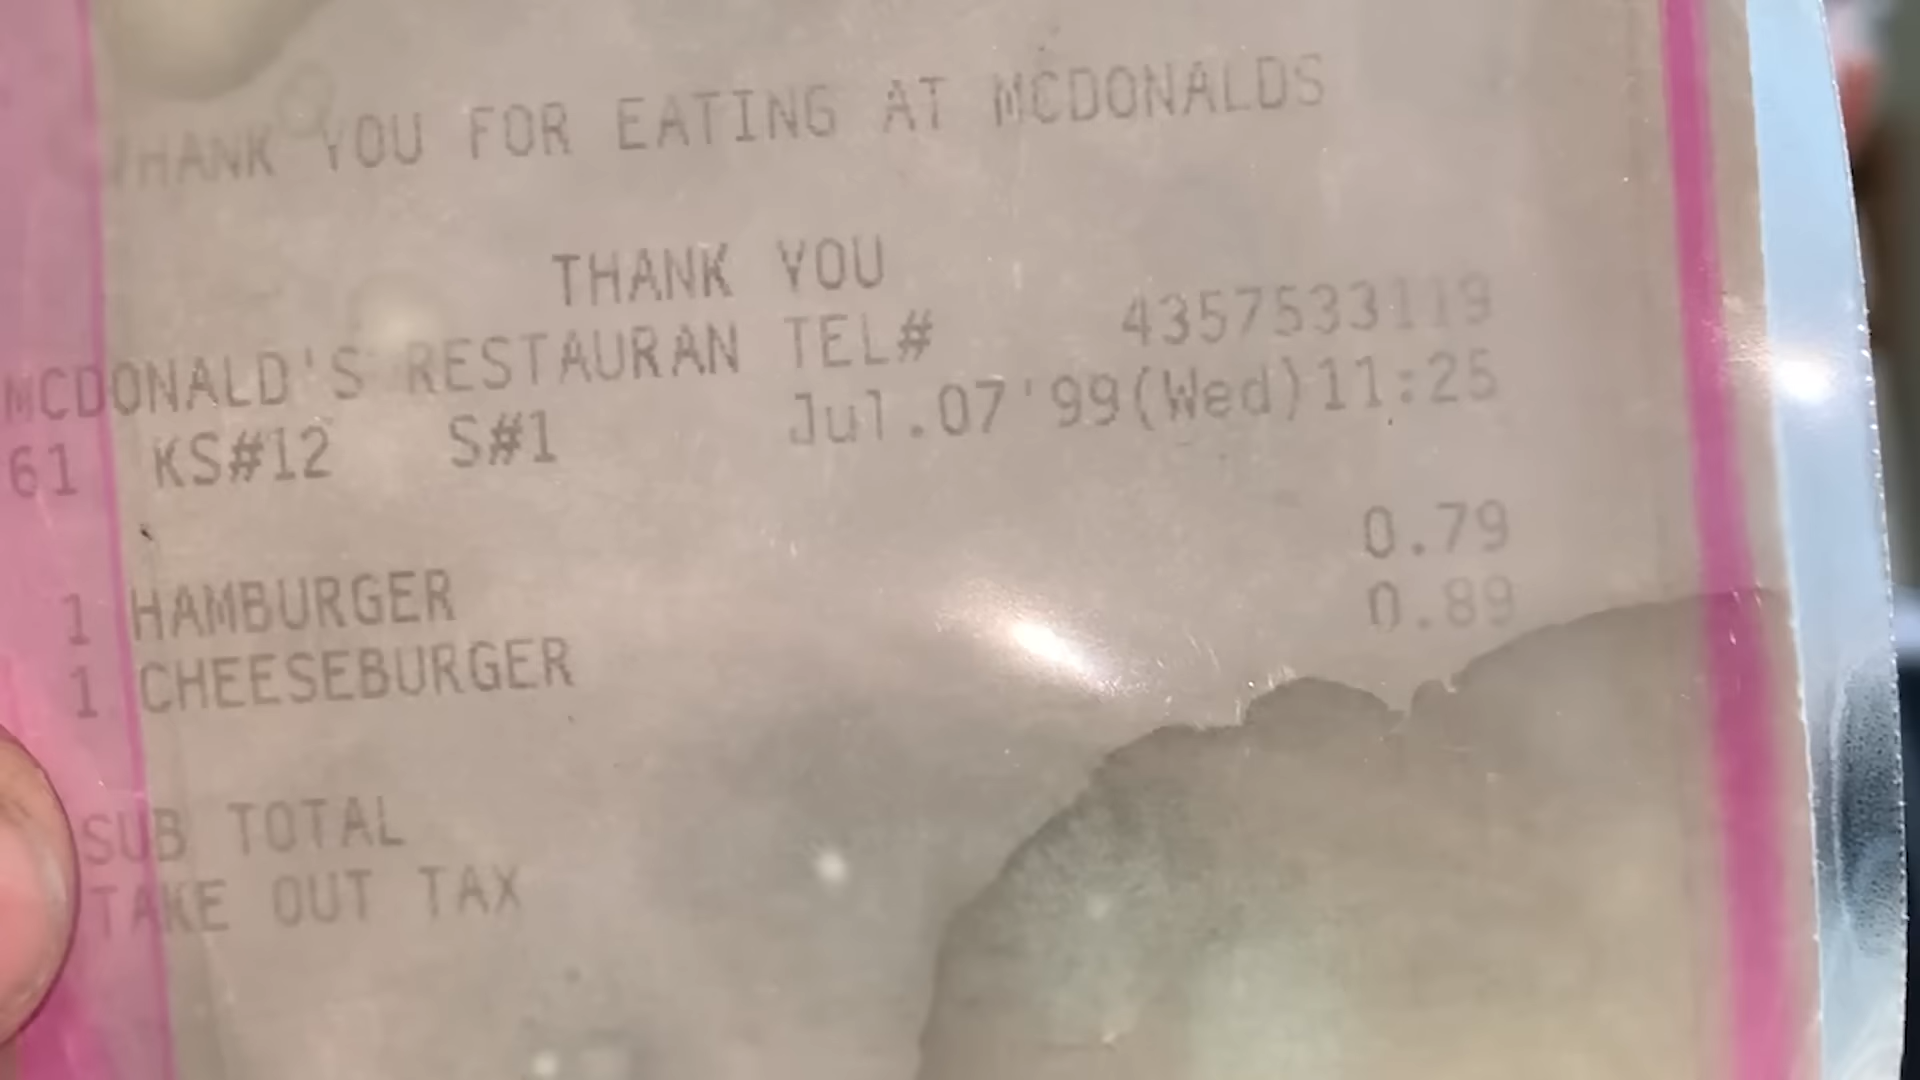 THANK YOU FOR EATING AT MCDONALDS
THANK YOU
MCDONALD'S RESTAURAN TEL# 4357533119
61 KS#12 S#1 Jul.07'99(Wed)11:25
1 HAMBURGER 0.79
1 CHEESEBURGER 0.89
SUB TOTAL
TAKE OUT TAX